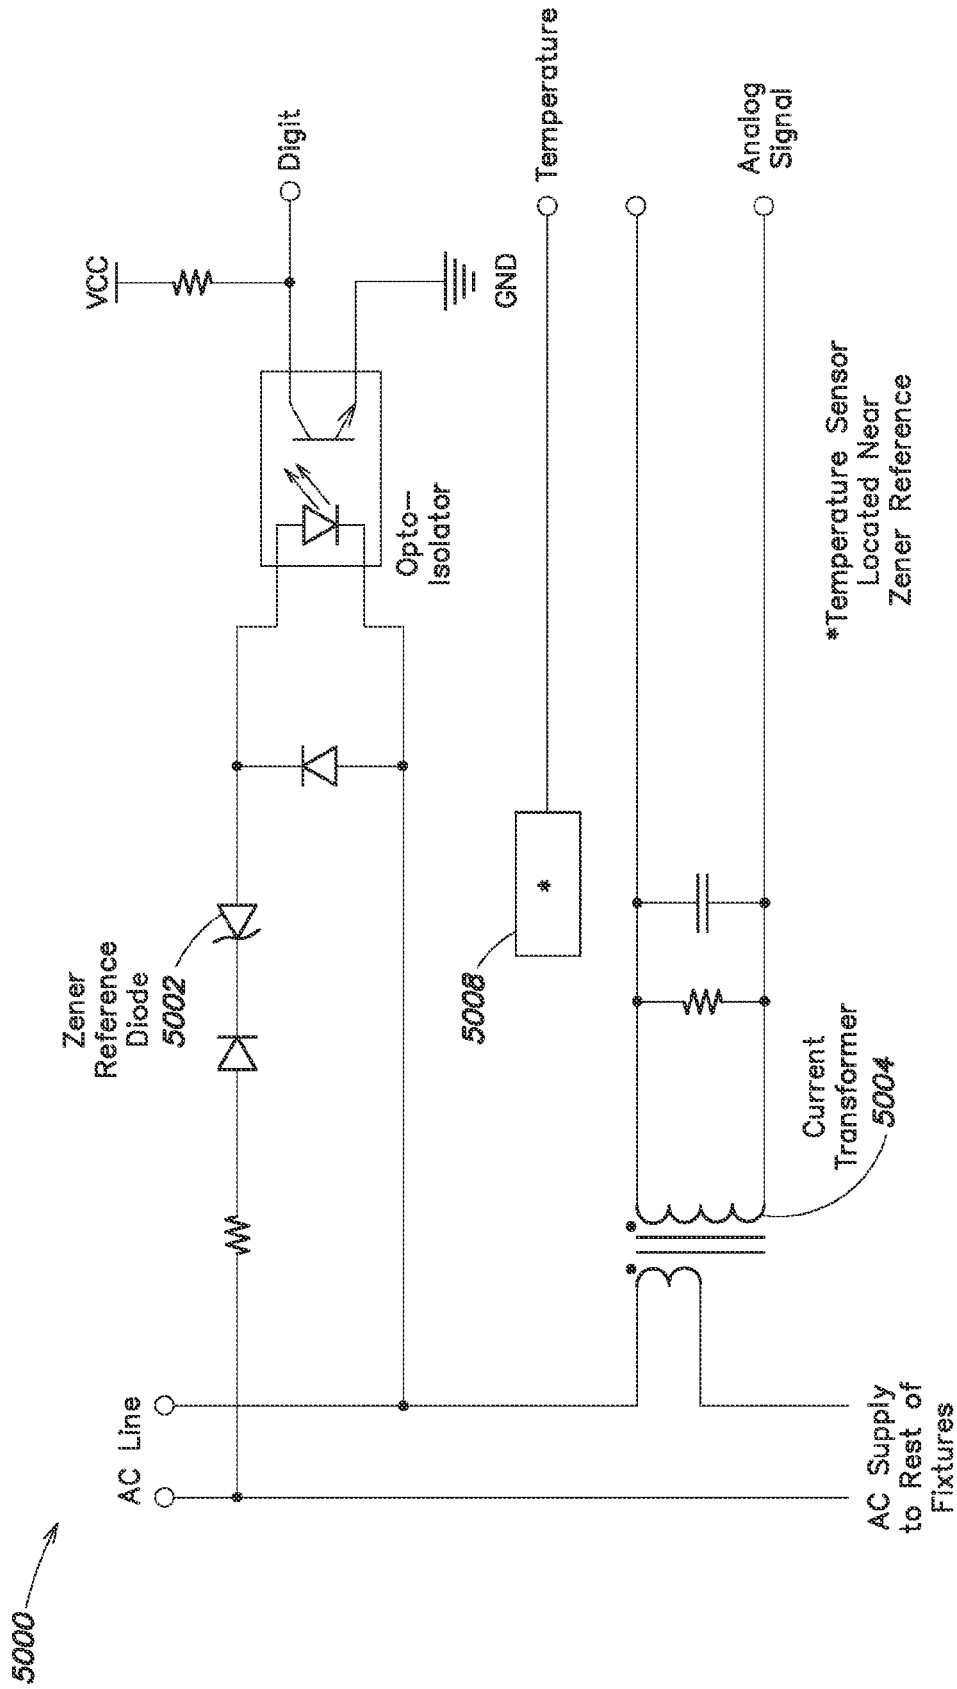 5000
AC Line
AC Supply
to Rest of
Fixtures
Zener
Reference
Diode
5002
VCC
Digit
GND
Opto-
Isolator
5008
*
Temperature
Current
Transformer
5004
Analog
Signal
*Temperature Sensor
Located Near
Zener Reference